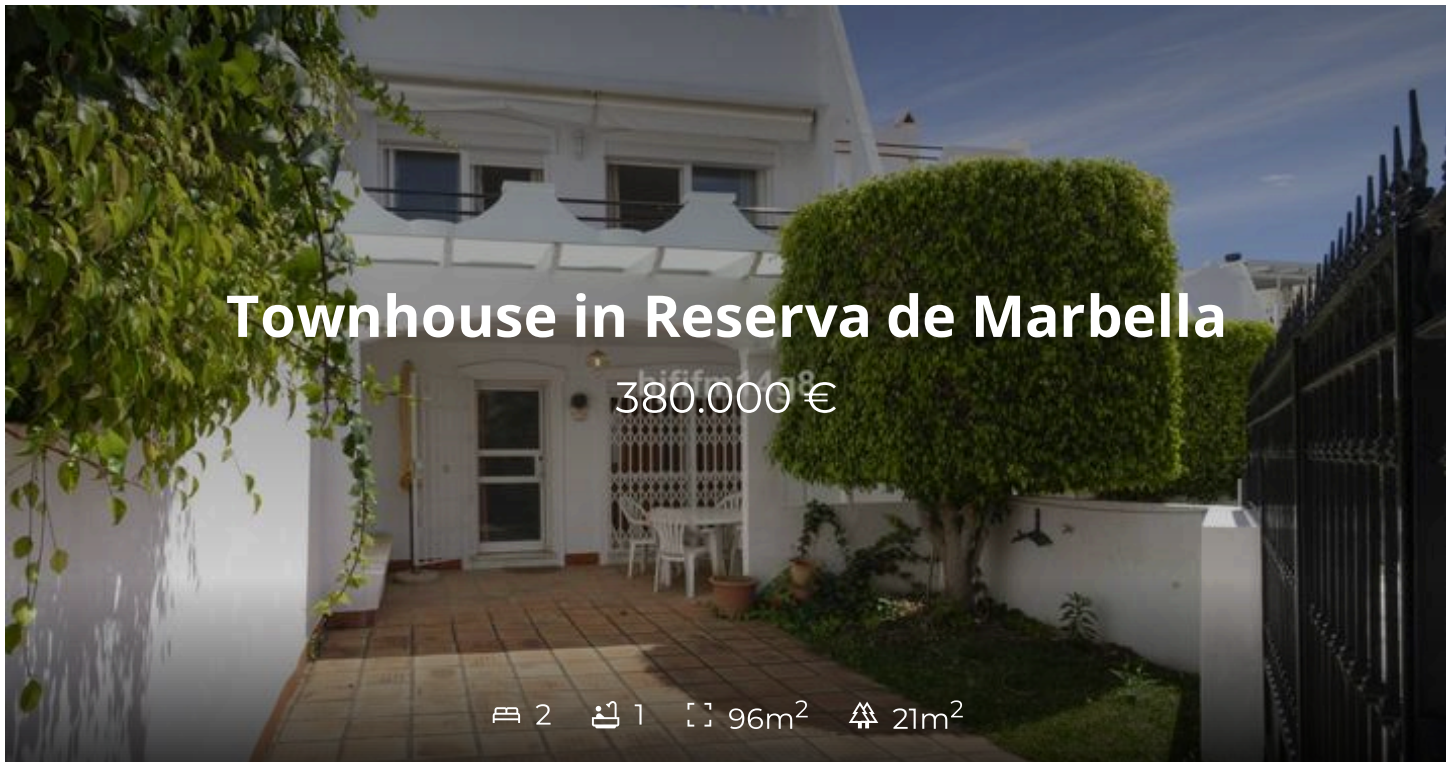 Townhouse in Reserva de Marbella
380.000 €
2 1 96m² 21m²